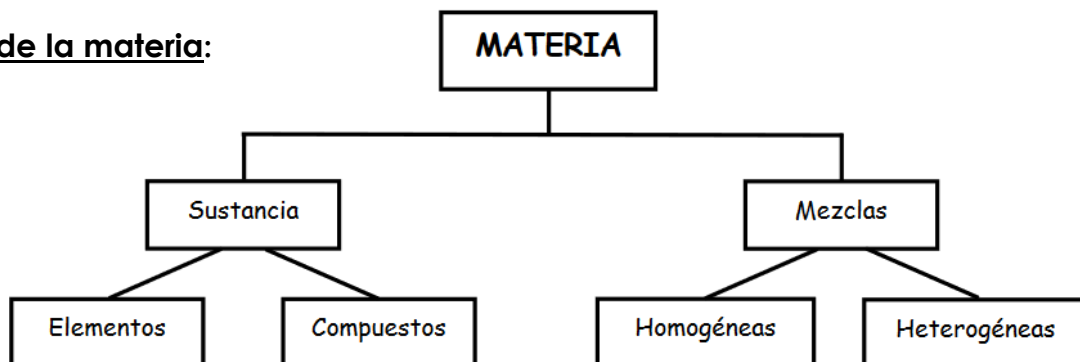 de la materia:
MATERIA
Sustancia
Mezclas
Elementos
Compuestos
Homogéneas
Heterogéneas